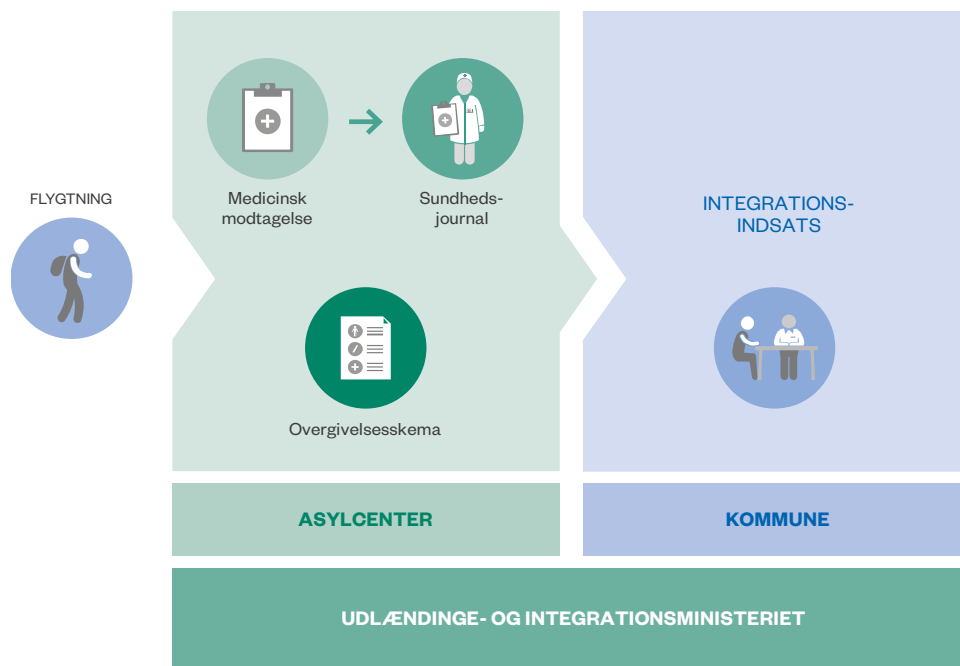 FLYGTNING
Medicinsk
modtagelse
Sundheds-
journal
Overgivelsesskema
INTEGRATIONS-
INDSATS
ASYLCENTER
KOMMUNE
UDLÆNDINGE- OG INTEGRATIONSMINISTERIET